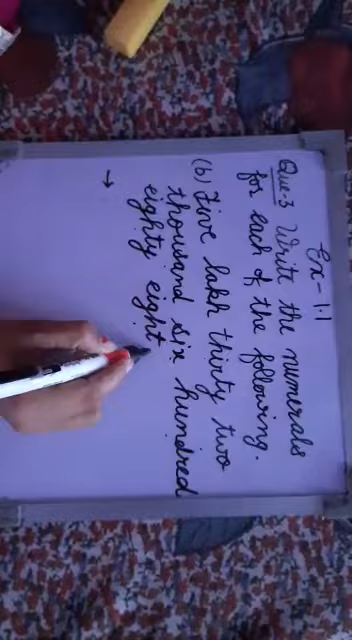 Ex-1.1
Que-3 Write the numerals
for each of the following.
(b) Five lakh thirty two
thousand six hundred
eighty eight
→